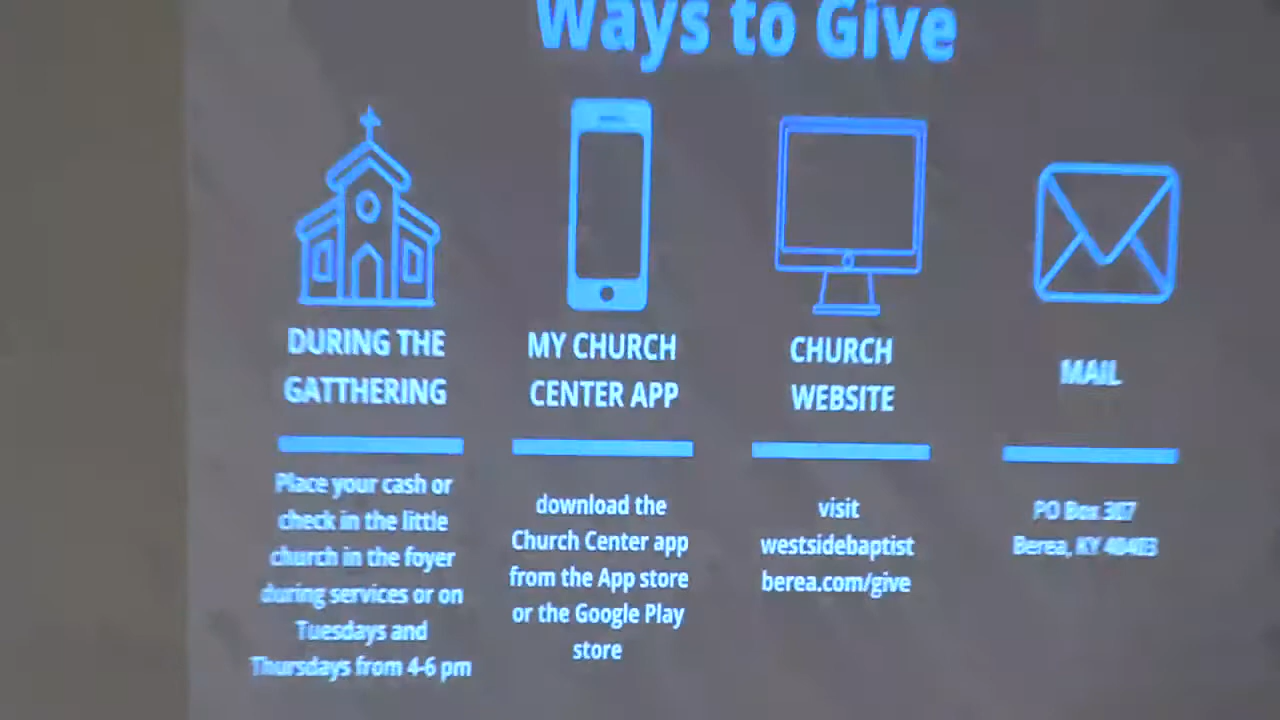 Ways to Give
DURING THE
GATTHERING
Place your cash or
check in the little
church in the foyer
during services or on
Tuesdays and
Thursdays from 4-6 pm
MY CHURCH
CENTER APP
download the
Church Center app
from the App store
or the Google Play
store
CHURCH
WEBSITE
visit
westsidebaptist
berea.com/give
MAIL
PO Box 307
Berea, KY 40403